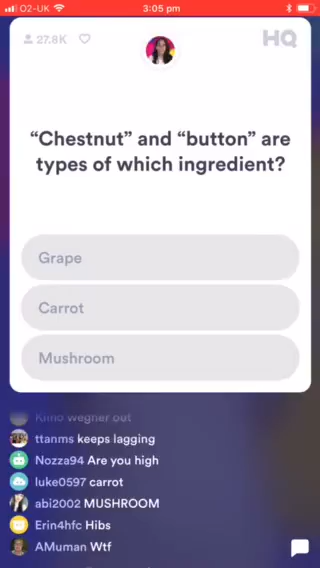 O2-UK 3:05 pm
27.8K HQ
“Chestnut” and “button” are
types of which ingredient?
Grape
Carrot
Mushroom
Kimo wegner out
ttanms keeps lagging
Nozza94 Are you high
luke0597 carrot
abi2002 MUSHROOM
Erin4hfc Hibs
AMuman Wtf